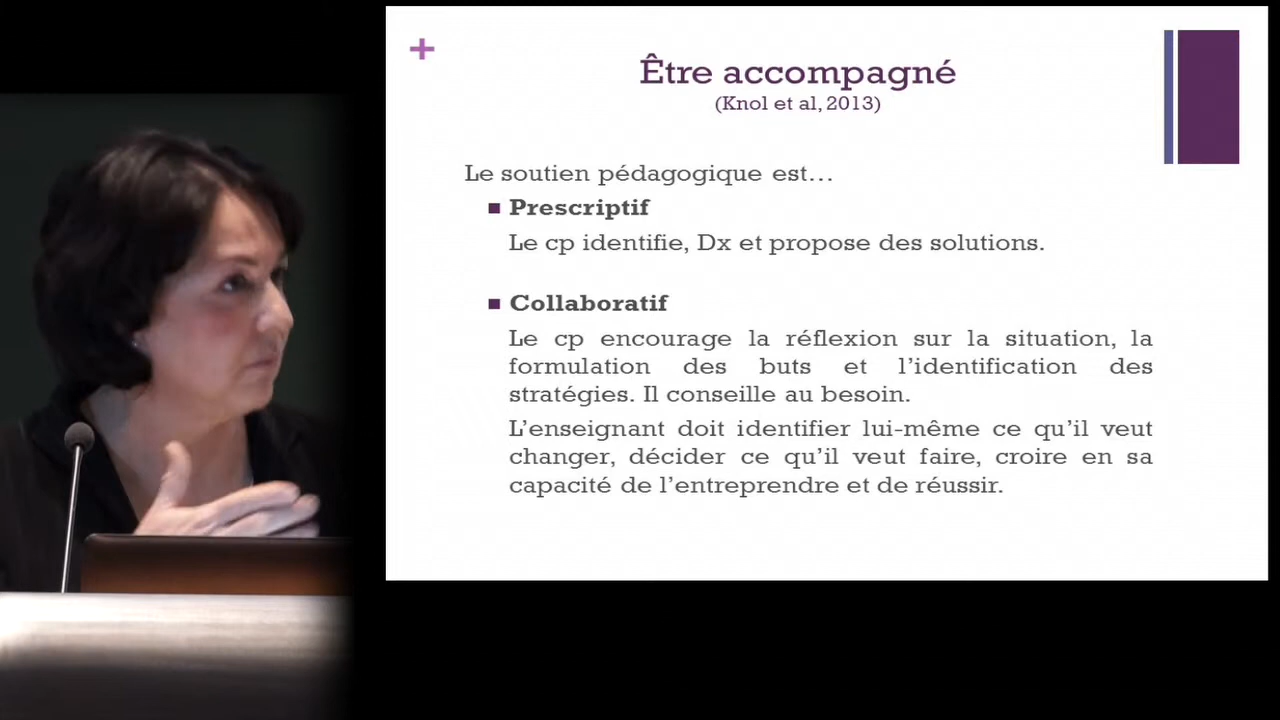 +
Être accompagné
(Knol et al, 2013)
Le soutien pédagogique est…
Prescriptif
Le cp identifie, Dx et propose des solutions.
Collaboratif
Le cp encourage la réflexion sur la situation, la
formulation des buts et l’identification des
stratégies. Il conseille au besoin.
L’enseignant doit identifier lui-même ce qu’il veut
changer, décider ce qu’il veut faire, croire en sa
capacité de l’entreprendre et de réussir.